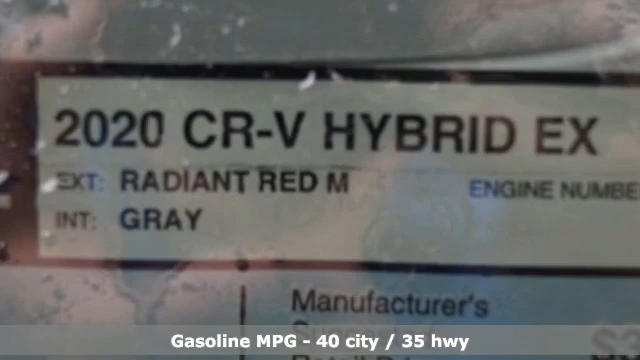 2020 CR-V HYBRID EX
EXT: RADIANT RED M
ENGINE NUMBE
INT: GRAY
Manufacturer's
Gasoline MPG - 40 city / 35 hwy